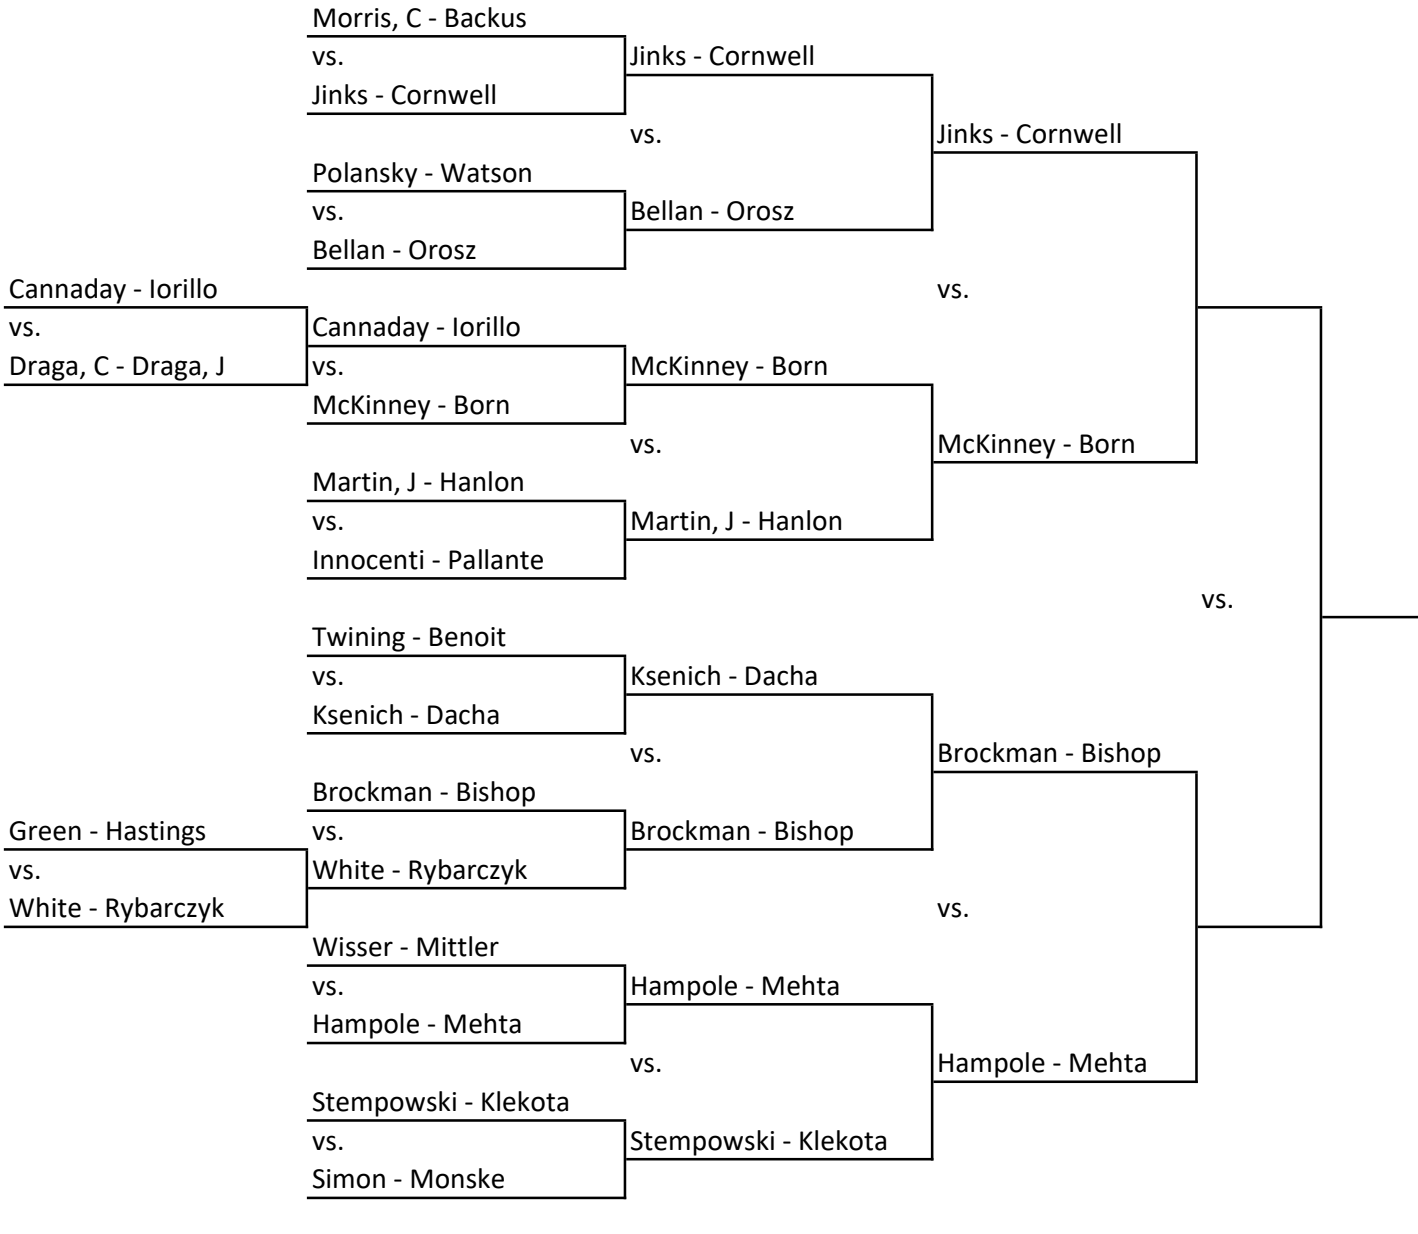 Morris, C - Backus
vs.
Jinks - Cornwell
Jinks - Cornwell
vs.
Jinks - Cornwell
Polansky - Watson
vs.
Bellan - Orosz
Bellan - Orosz
Cannaday - Iorillo
vs.
vs.
Cannaday - Iorillo
Draga, C - Draga, J
vs.
McKinney - Born
McKinney - Born
vs.
McKinney - Born
Martin, J - Hanlon
vs.
Martin, J - Hanlon
Innocenti - Pallante
vs.
Twining - Benoit
vs.
Ksenich - Dacha
Ksenich - Dacha
vs.
Brockman - Bishop
Brockman - Bishop
Green - Hastings
vs.
Brockman - Bishop
vs.
White - Rybarczyk
White - Rybarczyk
vs.
Wisser - Mittler
vs.
Hampole - Mehta
Hampole - Mehta
vs.
Hampole - Mehta
Stempowski - Klekota
vs.
Stempowski - Klekota
Simon - Monske